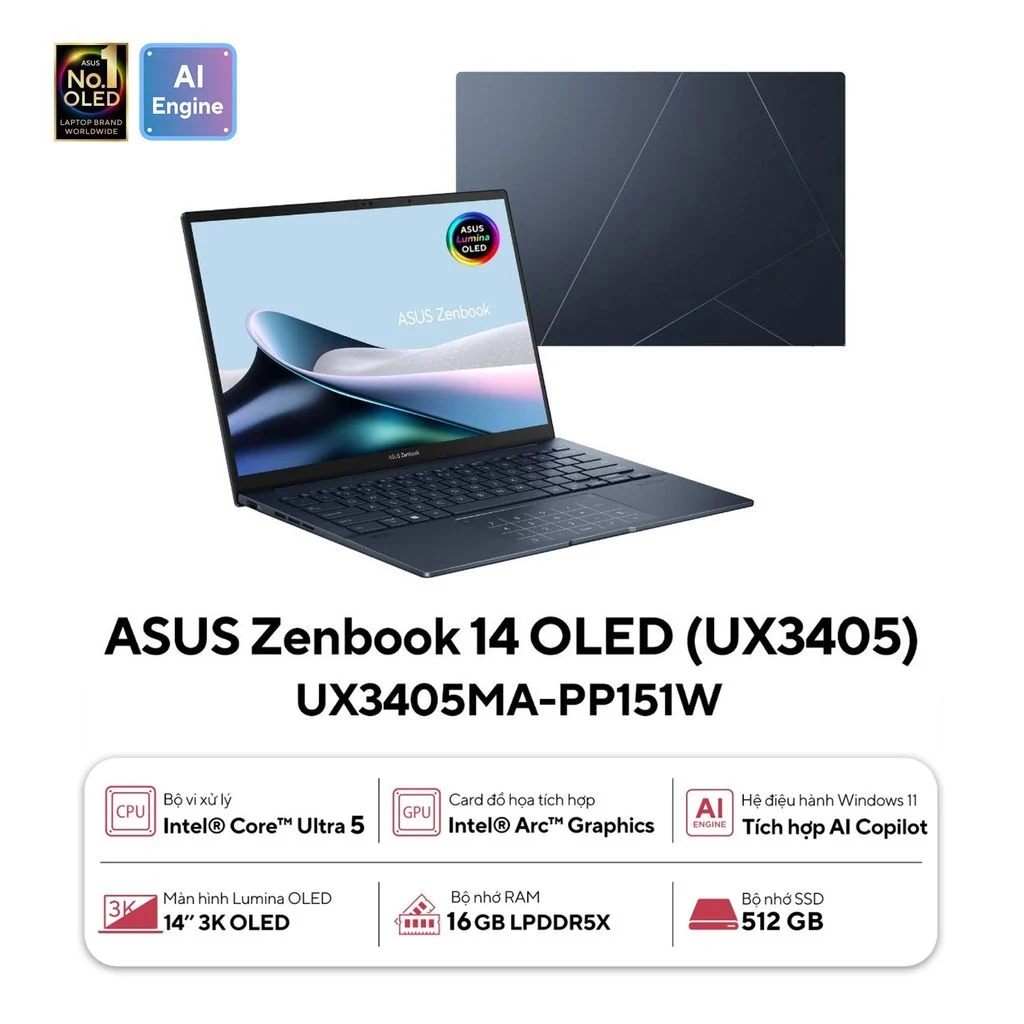 ASUS
No.1
OLED
LAPTOP BRAND
WORLDWIDE
AI
Engine
ASUS
Lumina
OLED
ASUS Zenbook
ASUS Zenbook
ASUS Zenbook 14 OLED (UX3405)
UX3405MA-PP151W
CPU
Bộ vi xử lý
Intel® Core™ Ultra 5
GPU
Card đồ họa tích hợp
Intel® Arc™ Graphics
AI
ENGINE
Hệ điệu hành Windows 11
Tích hợp AI Copilot
3K
Màn hình Lumina OLED
14’’ 3K OLED
Bộ nhớ RAM
16 GB LPDDR5X
Bộ nhớ SSD
512 GB